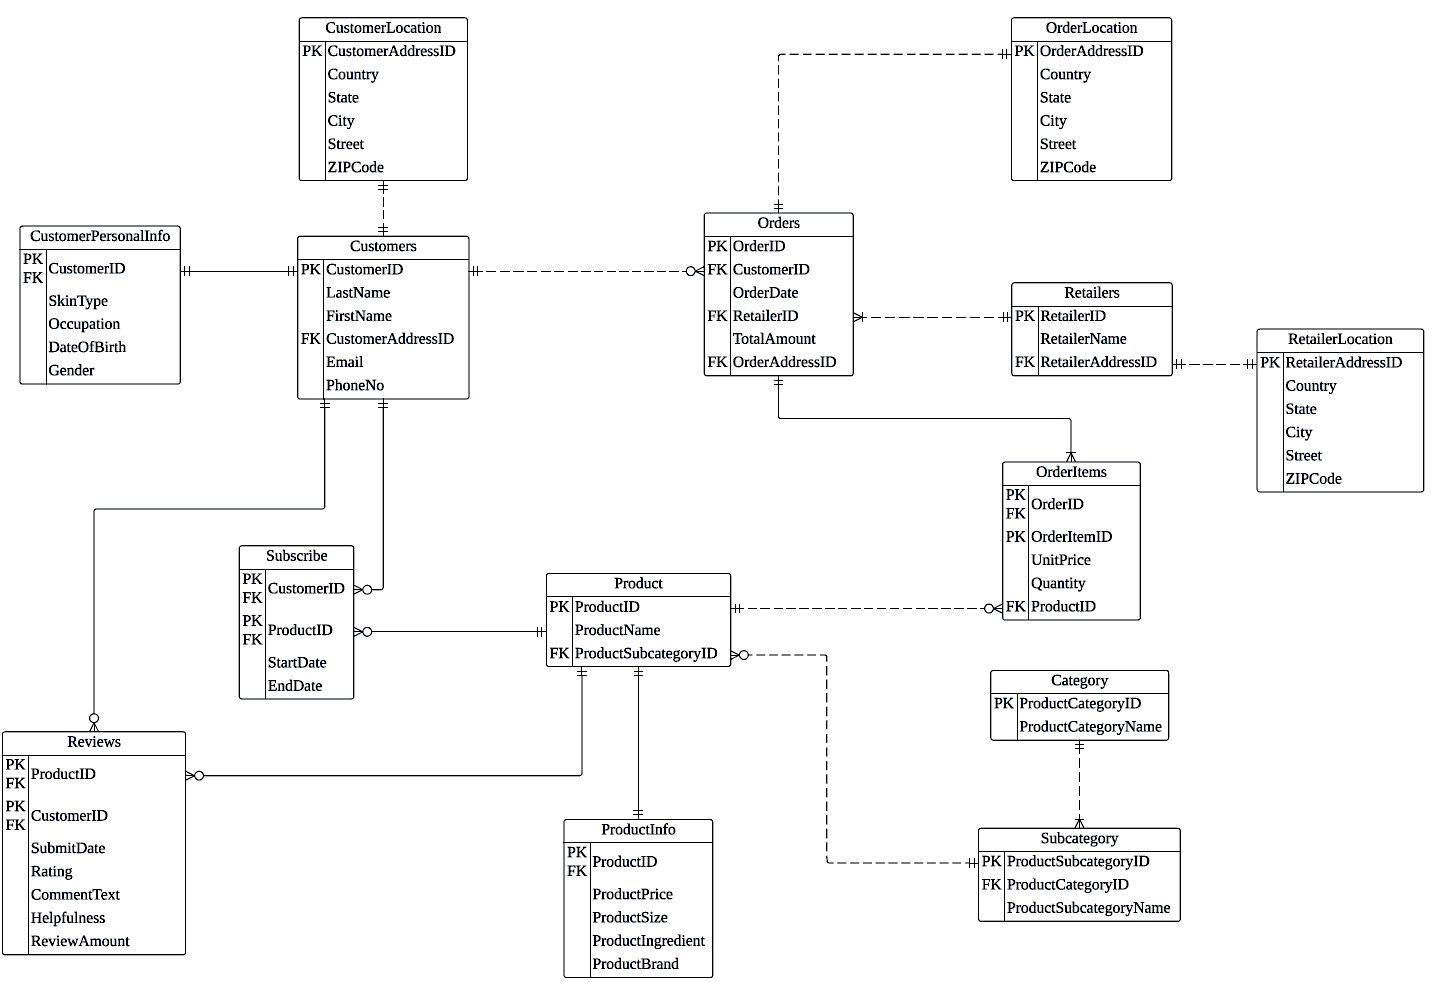 CustomerLocation
PK CustomerAddressID
Country
State
City
Street
ZIPCode
OrderLocation
PK OrderAddressID
Country
State
City
Street
ZIPCode
CustomerPersonalInfo
PK
FK
CustomerID
SkinType
Occupation
DateOfBirth
Gender
Customers
PK CustomerID
LastName
FirstName
FK CustomerAddressID
Email
PhoneNo
Orders
PK OrderID
FK CustomerID
OrderDate
FK RetailerID
TotalAmount
FK OrderAddressID
Retailers
PK RetailerID
RetailerName
FK RetailerAddressID
RetailerLocation
PK RetailerAddressID
Country
State
City
Street
ZIPCode
OrderItems
PK
FK
OrderID
PK OrderItemID
UnitPrice
Quantity
FK ProductID
Subscribe
PK
FK
CustomerID
PK
FK
ProductID
StartDate
EndDate
Product
PK ProductID
ProductName
FK ProductSubcategoryID
Category
PK ProductCategoryID
ProductCategoryName
Reviews
PK
FK
ProductID
PK
FK
CustomerID
SubmitDate
Rating
CommentText
Helpfulness
ReviewAmount
ProductInfo
PK
FK
ProductID
ProductPrice
ProductSize
ProductIngredient
ProductBrand
Subcategory
PK ProductSubcategoryID
FK ProductCategoryID
ProductSubcategoryName